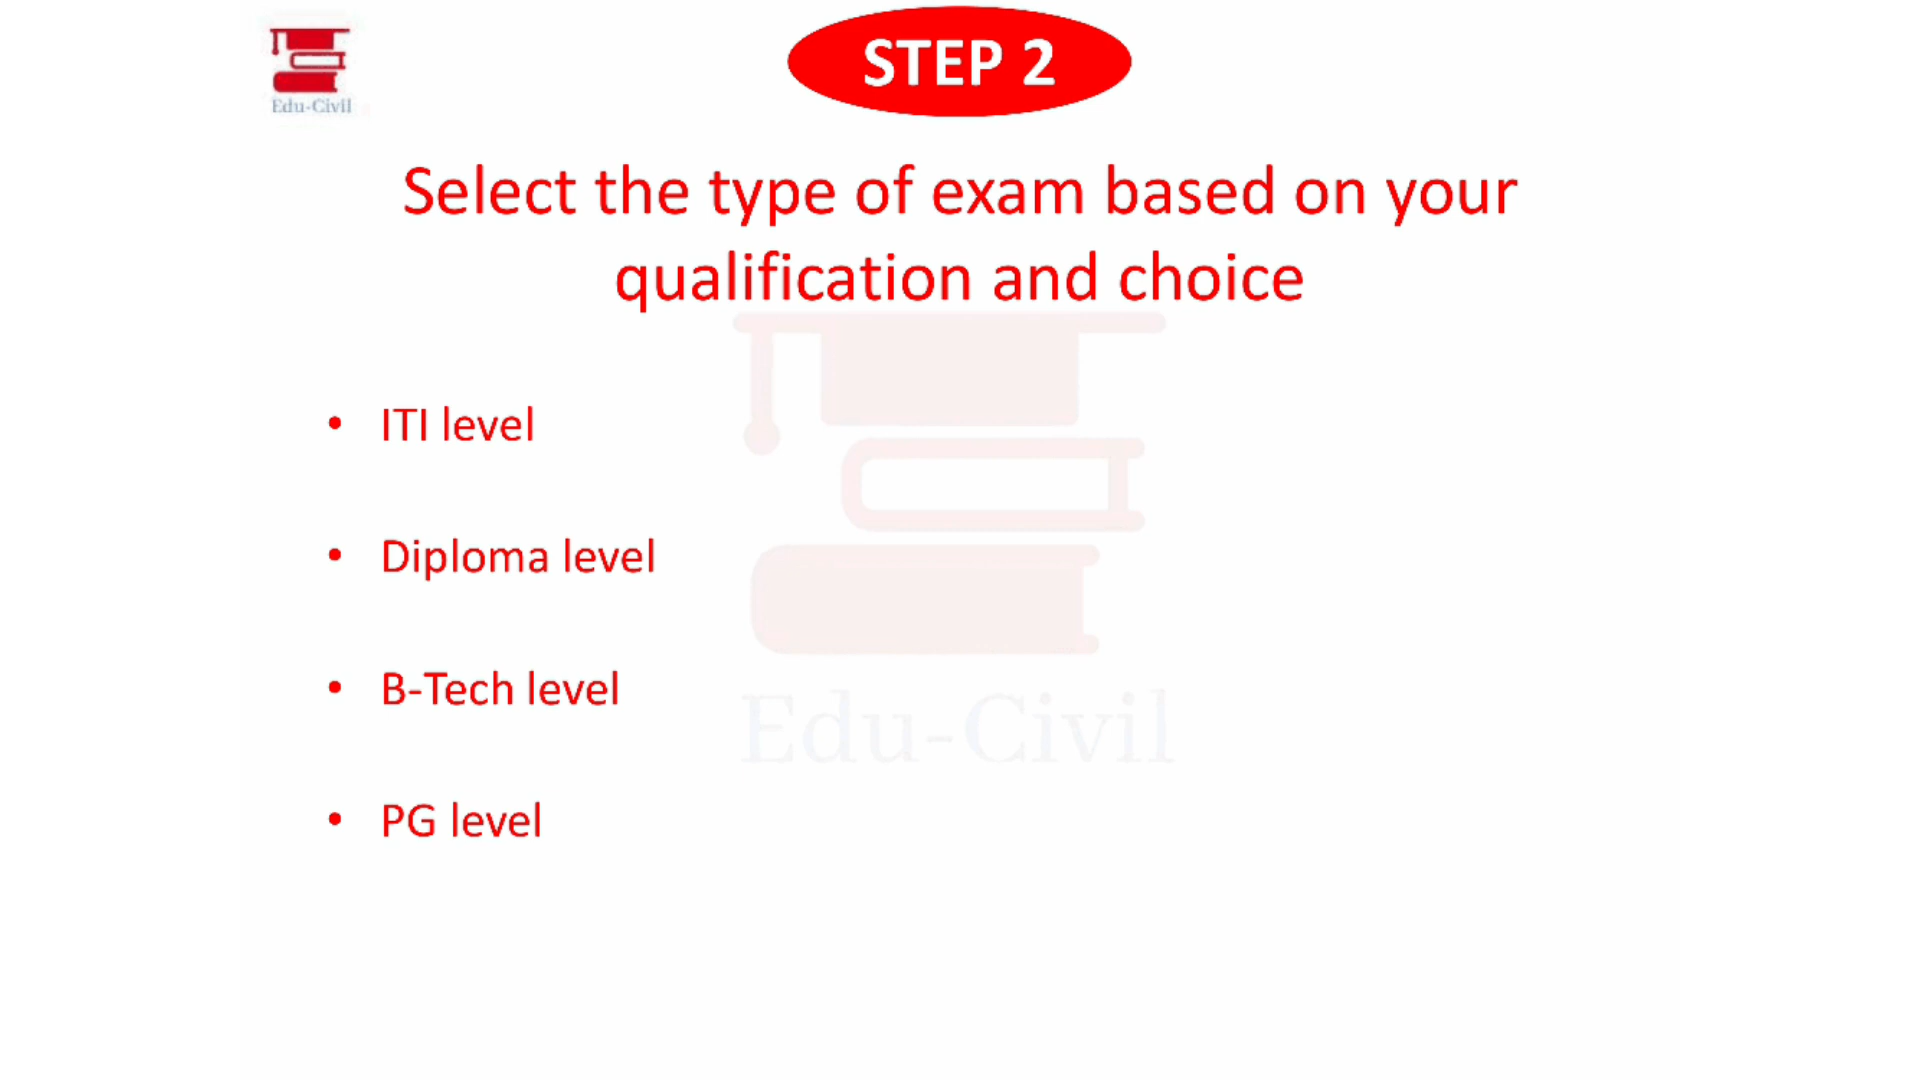 Edu-Civil
STEP 2
Select the type of exam based on your
qualification and choice
• ITI level
• Diploma level
• B-Tech level
• PG level
Edu-Civil